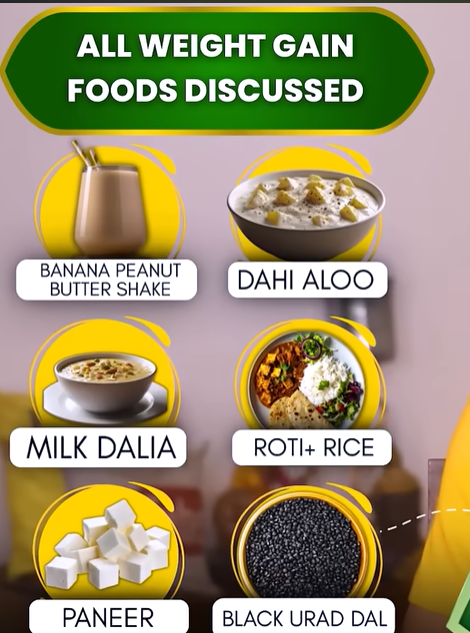 ALL WEIGHT GAIN
FOODS DISCUSSED
BANANA PEANUT
BUTTER SHAKE
DAHI ALOO
MILK DALIA
ROTI+ RICE
PANEER
BLACK URAD DAL